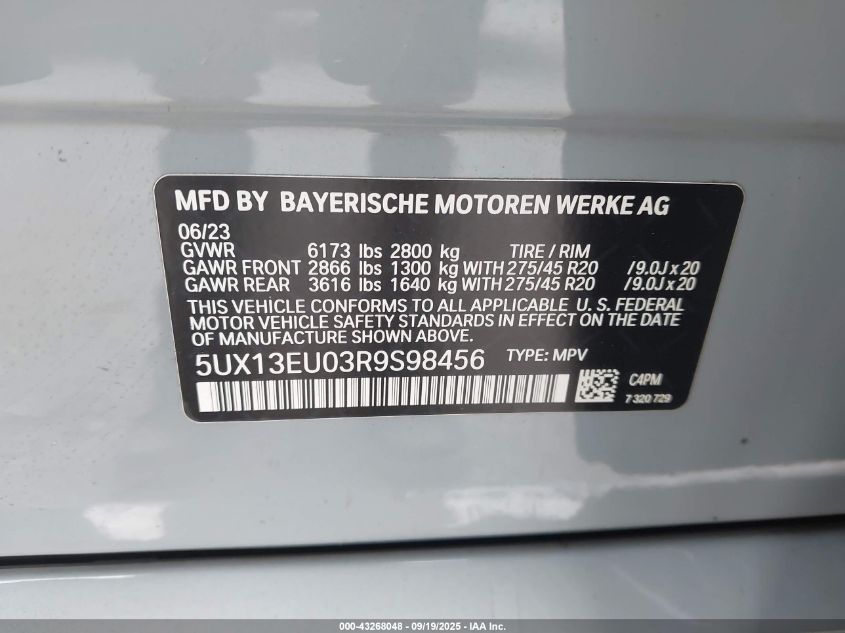 MFD BY BAYERISCHE MOTOREN WERKE AG
06/23
GVWR 6173 lbs 2800 kg TIRE / RIM
GAWR FRONT 2866 lbs 1300 kg WITH 275/45 R20 / 9.0J x 20
GAWR REAR 3616 lbs 1640 kg WITH 275/45 R20 / 9.0J x 20
THIS VEHICLE CONFORMS TO ALL APPLICABLE U. S. FEDERAL
MOTOR VEHICLE SAFETY STANDARDS IN EFFECT ON THE DATE
OF MANUFACTURE SHOWN ABOVE.
5UX13EU03R9S98456 TYPE: MPV
C4PM
7 320 729
000-43268048 - 09/19/2025 - IAA Inc.